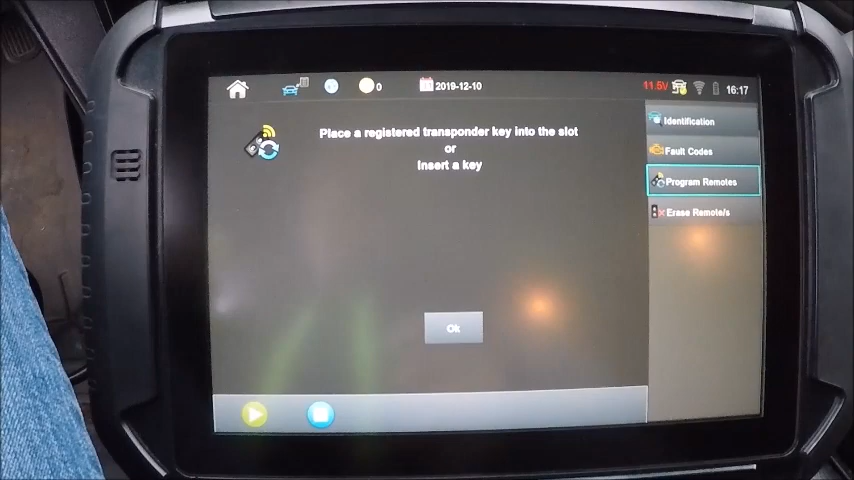 0
2019-12-10
11.5V
16:17
Place a registered transponder key into the slot
or
Insert a key
Ok
Identification
Fault Codes
Program Remotes
Erase Remote/s